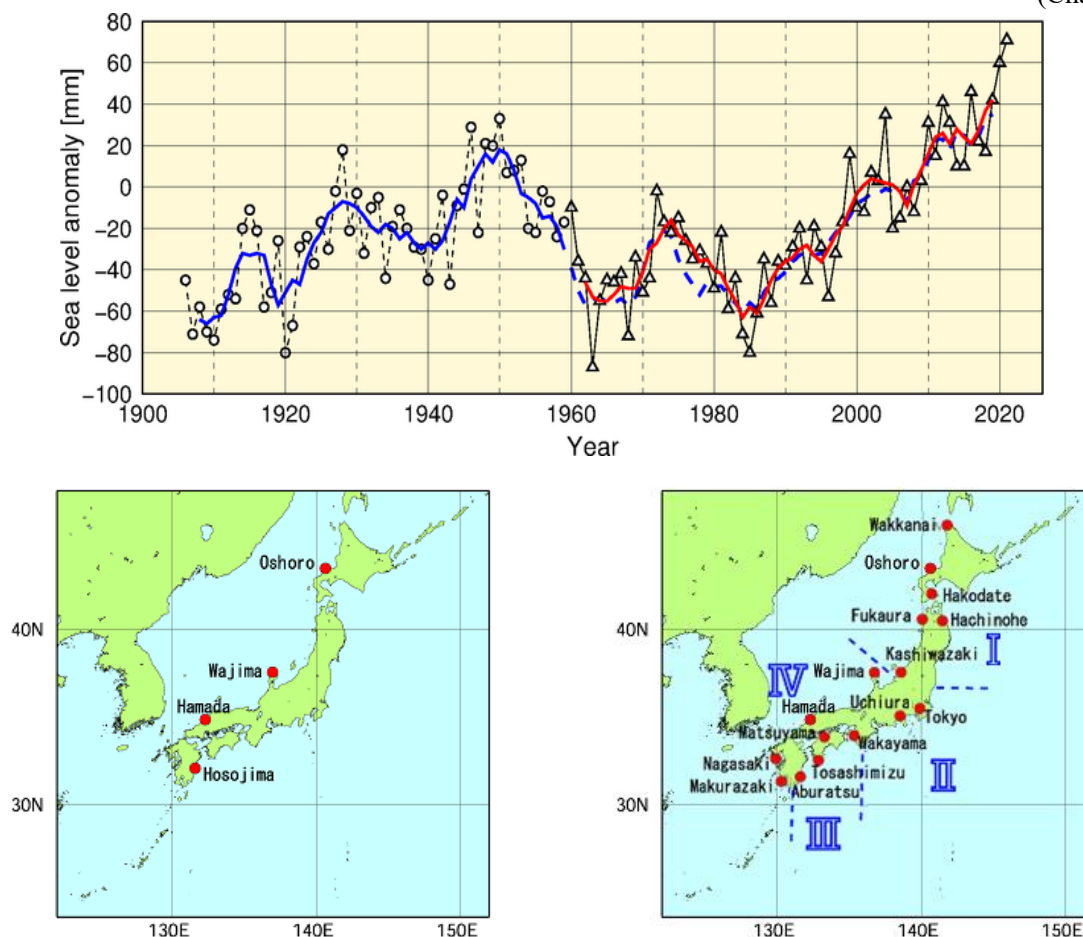 (Cha
80
60
40
20
0
−20
−40
−60
−80
−100
Sea level anomaly [mm]
1900 1920 1940 1960 1980 2000 2020
Year
Oshoro
Wajima
Hamada
Hosojima
40N
30N
130E 140E 150E
Wakkanai
Oshoro
Hakodate
Fukaura
Hachinohe
I
Kashiwazaki
Wajima
IV
Hamada
Uchiura
Tokyo
Matsuyama
Wakayama
Nagasaki
Tosashimizu
II
Makurazaki
Aburatsu
III
40N
30N
130E 140E 150E